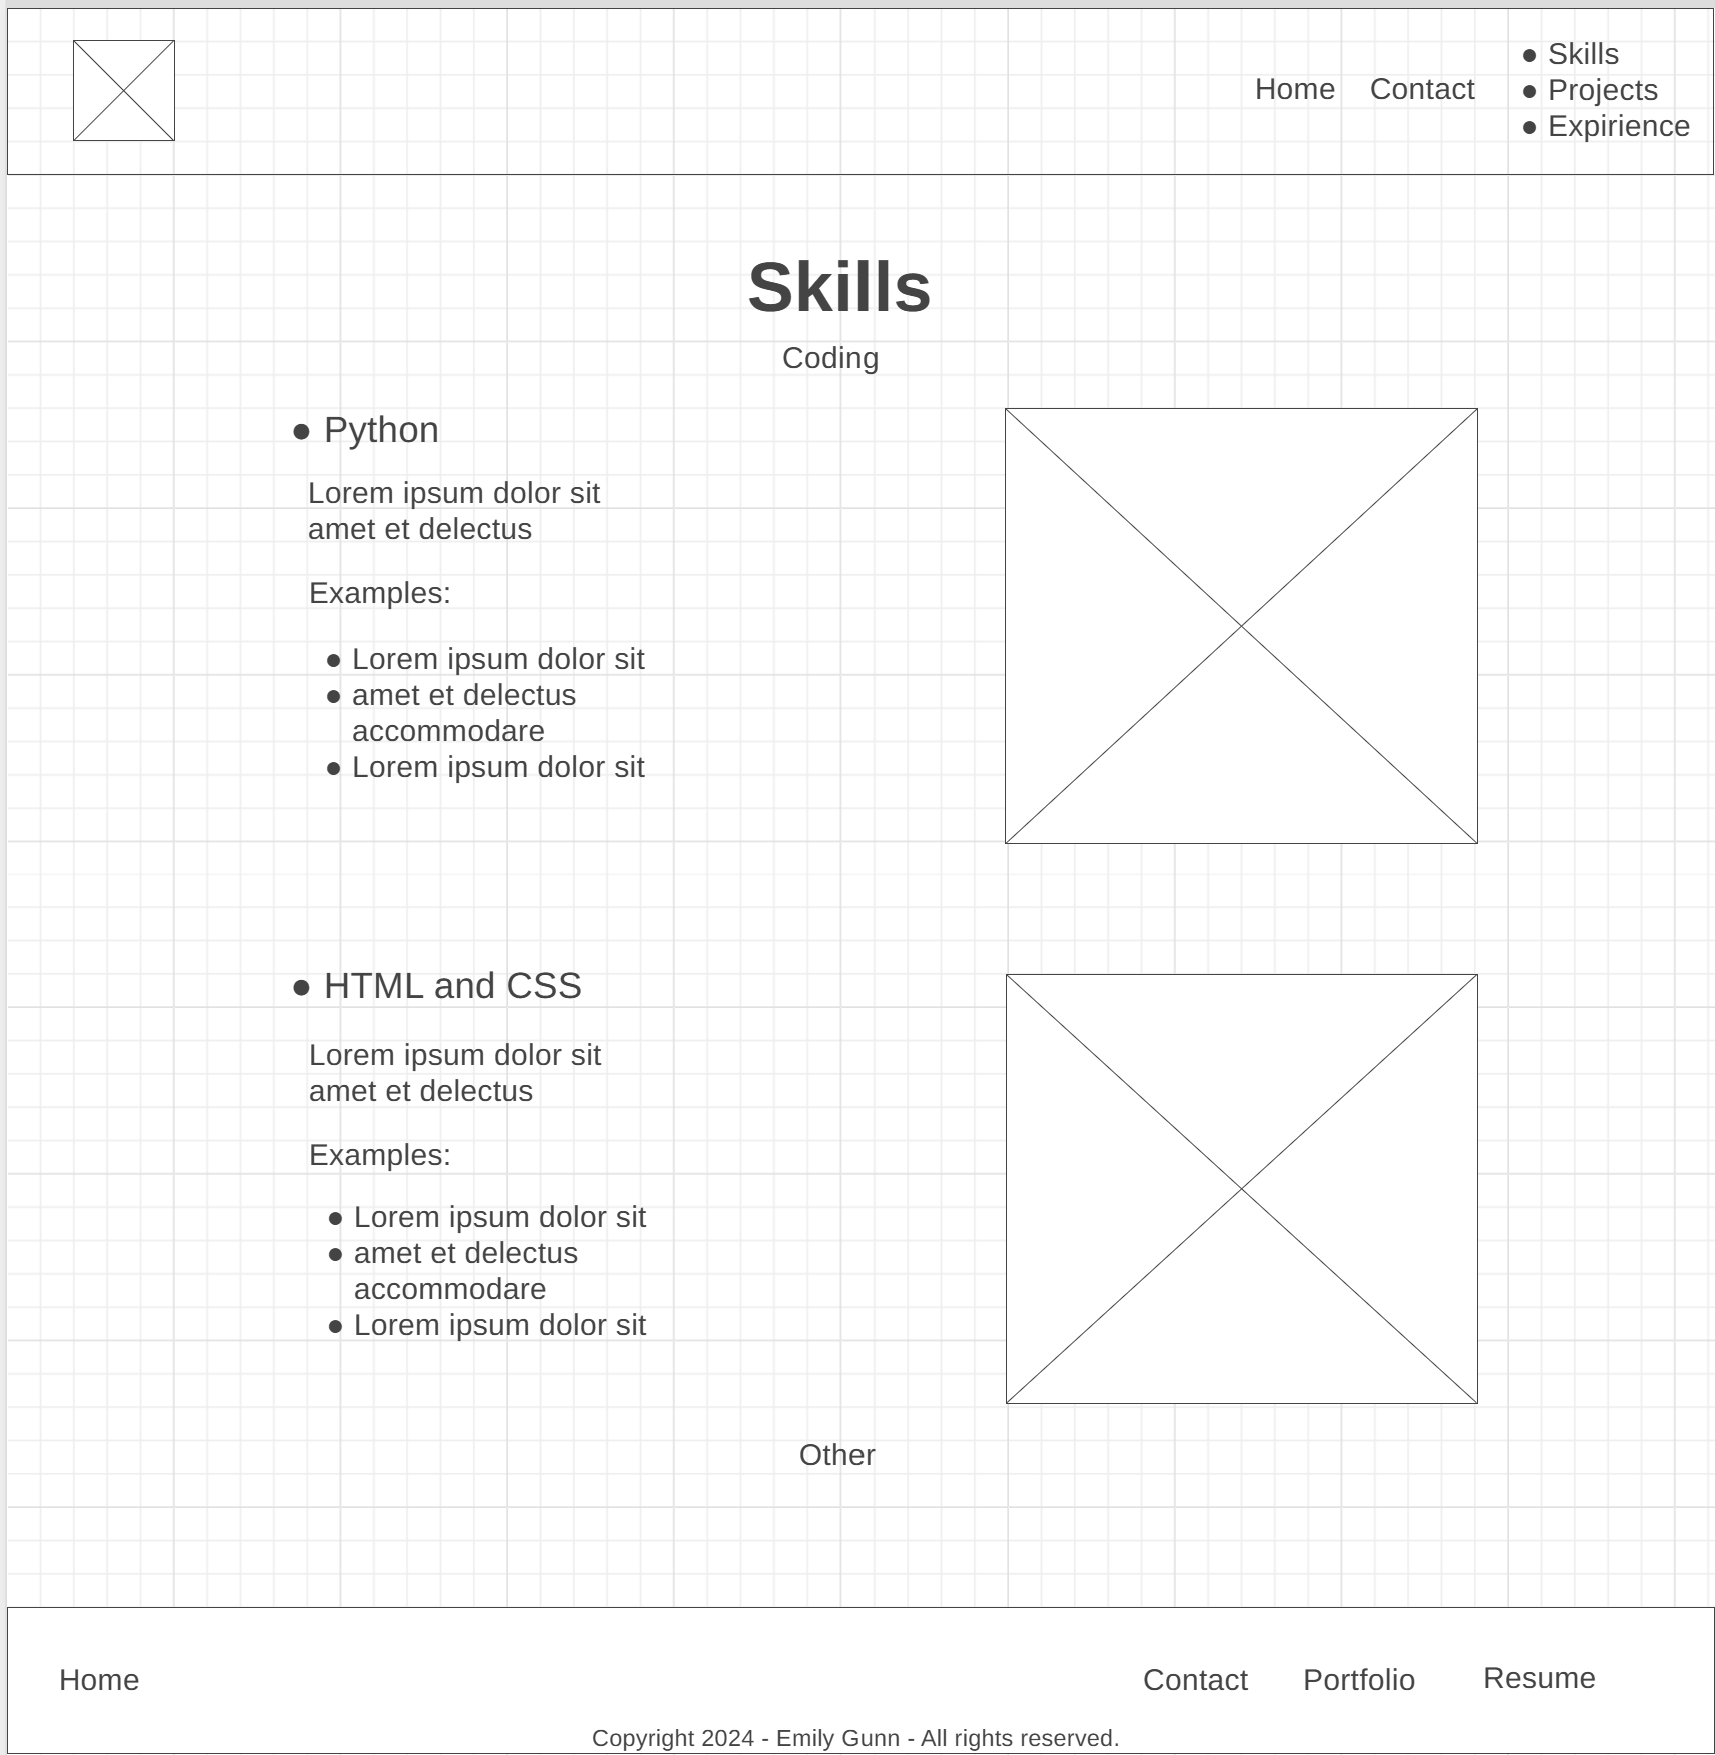 Home Contact
● Skills
● Projects
● Expirience
Skills
Coding
● Python
Lorem ipsum dolor sit
amet et delectus
Examples:
● Lorem ipsum dolor sit
● amet et delectus
accommodare
● Lorem ipsum dolor sit
● HTML and CSS
Lorem ipsum dolor sit
amet et delectus
Examples:
● Lorem ipsum dolor sit
● amet et delectus
accommodare
● Lorem ipsum dolor sit
Other
Home Contact Portfolio Resume
Copyright 2024 - Emily Gunn - All rights reserved.